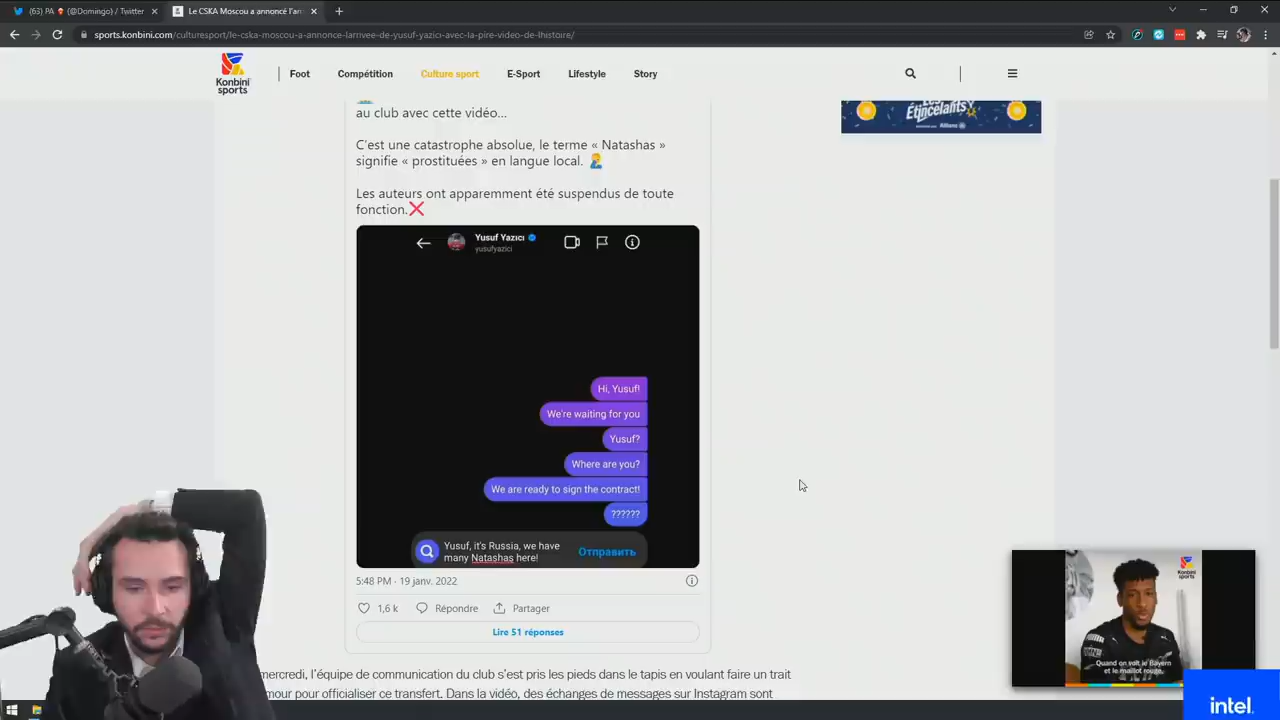 (63) PA (@Domingo) / Twitter
Le CSKA Moscou a annoncé l'arr
sports.konbini.com/culturesport/le-cska-moscou-a-annonce-larrivee-de-yusuf-yazici-avec-la-pire-video-de-lhistoire/
Konbini
sports
Foot
Compétition
Culture sport
E-Sport
Lifestyle
Story
Les
Étincelants
Allianz
au club avec cette vidéo…
C'est une catastrophe absolue, le terme « Natashas »
signifie « prostituées » en langue local.
Les auteurs ont apparemment été suspendus de toute
fonction.
Yusuf Yazıcı
yusufyazici
Hi, Yusuf!
We're waiting for you
Yusuf?
Where are you?
We are ready to sign the contract!
??????
Yusuf, it's Russia, we have
many Natashas here!
Отправить
5:48 PM · 19 janv. 2022
1,6 k
Répondre
Partager
Lire 51 réponses
mercredi, l'équipe de communication du club s'est pris les pieds dans le tapis en voulant faire un trait
mour pour officialiser ce transfert. Dans la vidéo, des échanges de messages sur Instagram sont
Konbini
sports
Quand on voit le Bayern
et le maillot rouge,
intel.